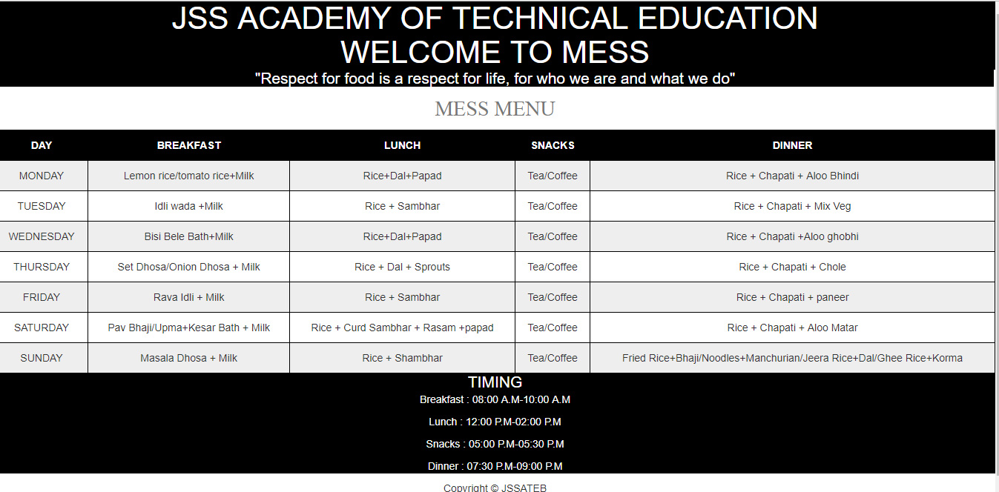 JSS ACADEMY OF TECHNICAL EDUCATION
WELCOME TO MESS
"Respect for food is a respect for life, for who we are and what we do"
MESS MENU
DAY BREAKFAST LUNCH SNACKS DINNER
MONDAY Lemon rice/tomato rice+Milk Rice+Dal+Papad Tea/Coffee Rice + Chapati + Aloo Bhindi
TUESDAY Idli wada +Milk Rice + Sambhar Tea/Coffee Rice + Chapati + Mix Veg
WEDNESDAY Bisi Bele Bath+Milk Rice+Dal+Papad Tea/Coffee Rice + Chapati +Aloo ghobhi
THURSDAY Set Dhosa/Onion Dhosa + Milk Rice + Dal + Sprouts Tea/Coffee Rice + Chapati + Chole
FRIDAY Rava Idli + Milk Rice + Sambhar Tea/Coffee Rice + Chapati + paneer
SATURDAY Pav Bhaji/Upma+Kesar Bath + Milk Rice + Curd Sambhar + Rasam +papad Tea/Coffee Rice + Chapati + Aloo Matar
SUNDAY Masala Dhosa + Milk Rice + Shambhar Tea/Coffee Fried Rice+Bhaji/Noodles+Manchurian/Jeera Rice+Dal/Ghee Rice+Korma
TIMING
Breakfast : 08:00 A.M-10:00 A.M
Lunch : 12:00 P.M-02:00 P.M
Snacks : 05:00 P.M-05:30 P.M
Dinner : 07:30 P.M-09:00 P.M
Copyright © JSSATEB